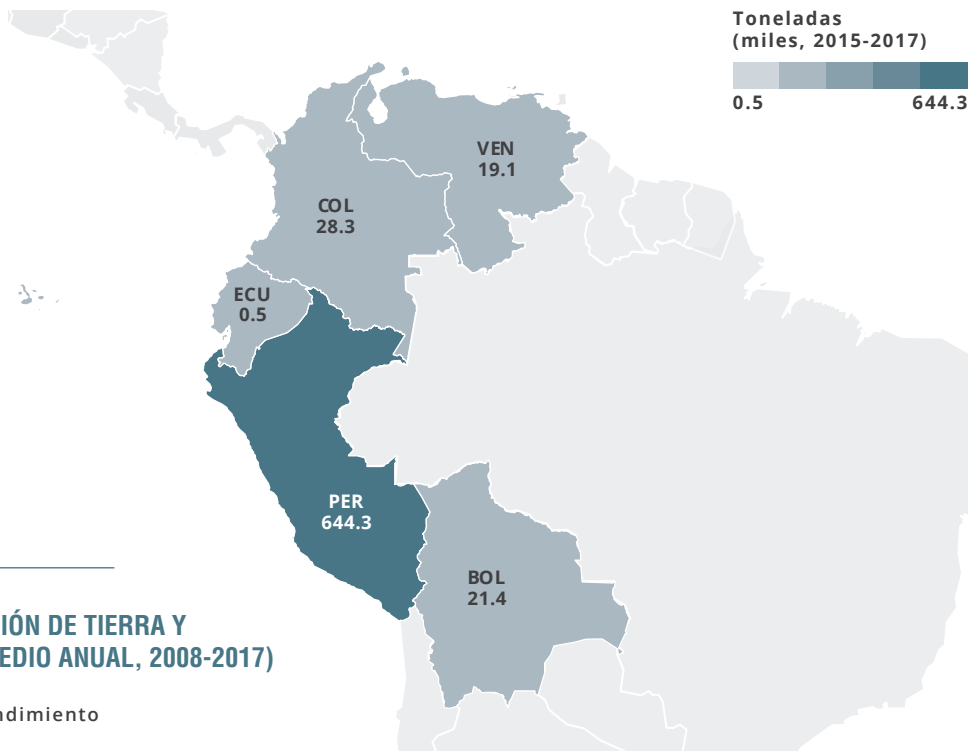 Toneladas
(miles, 2015-2017)
0.5 644.3
VEN
19.1
COL
28.3
ECU
0.5
PER
644.3
BOL
21.4
IÓN DE TIERRA Y
EDIO ANUAL, 2008-2017)
ndimiento